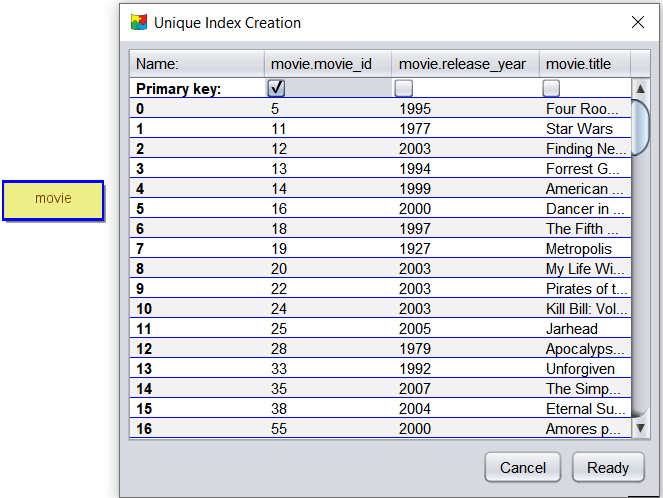 Unique Index Creation
Name: movie.movie_id movie.release_year movie.title
Primary key:
0 5 1995 Four Roo...
1 11 1977 Star Wars
2 12 2003 Finding Ne...
3 13 1994 Forrest G...
4 14 1999 American ...
5 16 2000 Dancer in ...
6 18 1997 The Fifth ...
7 19 1927 Metropolis
8 20 2003 My Life Wi...
9 22 2003 Pirates of t...
10 24 2003 Kill Bill: Vol...
11 25 2005 Jarhead
12 28 1979 Apocalyps...
13 33 1992 Unforgiven
14 35 2007 The Simp...
15 38 2004 Eternal Su...
16 55 2000 Amores p...
movie
Cancel Ready